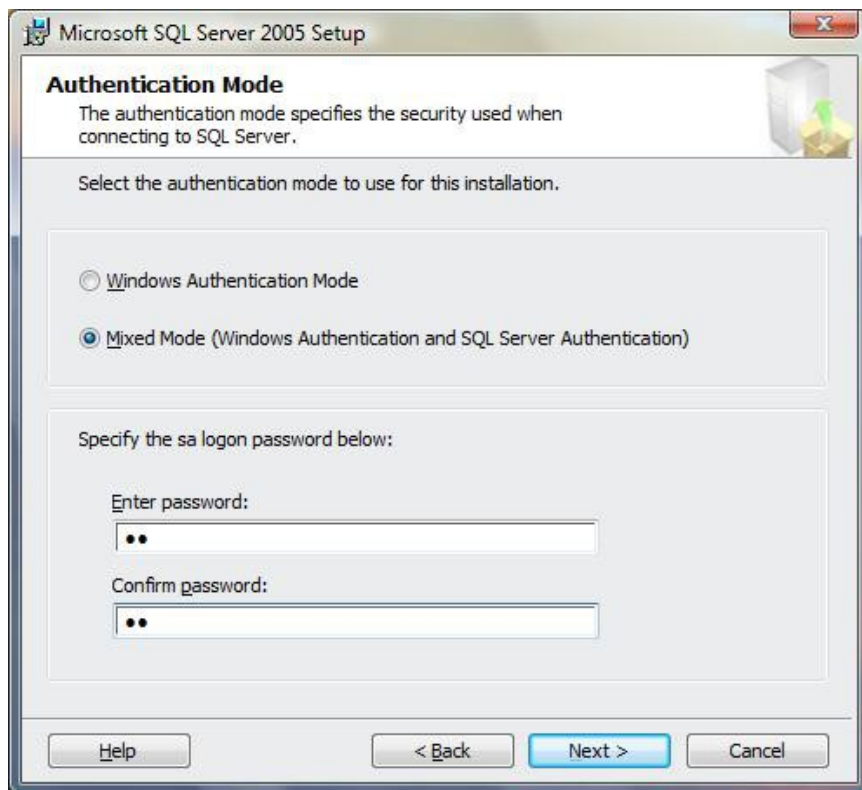 Microsoft SQL Server 2005 Setup
Authentication Mode
The authentication mode specifies the security used when
connecting to SQL Server.
Select the authentication mode to use for this installation.
Windows Authentication Mode
Mixed Mode (Windows Authentication and SQL Server Authentication)
Specify the sa logon password below:
Enter password:
••
Confirm password:
••
Help
< Back
Next >
Cancel